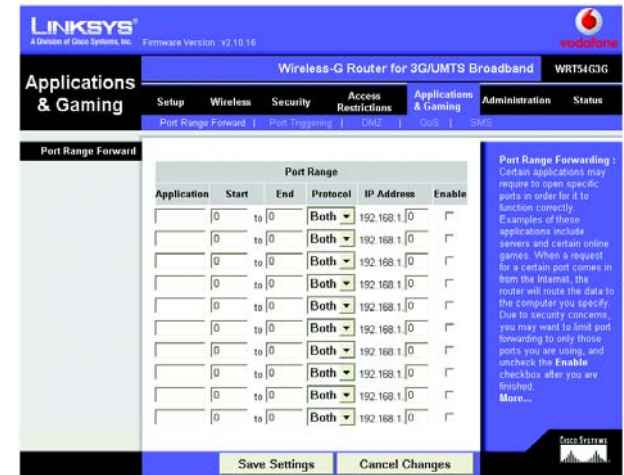 LINKSYS®
A Division of Cisco Systems, Inc.
Firmware Version : v2.10.16
vodafone
Wireless-G Router for 3G/UMTS Broadband WRT54G3G
Applications & Gaming
Setup Wireless Security Access Restrictions Applications & Gaming Administration Status
Port Range Forward | Port Triggering | DMZ | QoS | SMS
Port Range Forward
Port Range
Application Start End Protocol IP Address Enable
0 to 0 Both 192.168.1. 0
0 to 0 Both 192.168.1. 0
0 to 0 Both 192.168.1. 0
0 to 0 Both 192.168.1. 0
0 to 0 Both 192.168.1. 0
0 to 0 Both 192.168.1. 0
0 to 0 Both 192.168.1. 0
0 to 0 Both 192.168.1. 0
0 to 0 Both 192.168.1. 0
0 to 0 Both 192.168.1. 0
Port Range Forwarding :
Certain applications may
require to open specific
ports in order for it to
function correctly.
Examples of these
applications include
servers and certain online
games. When a request
for a certain port comes in
from the Internet, the
router will route the data to
the computer you specify.
Due to security concerns,
you may want to limit port
forwarding to only those
ports you are using, and
uncheck the Enable
checkbox after you are
finished.
More...
Save Settings Cancel Changes
CISCO SYSTEMS